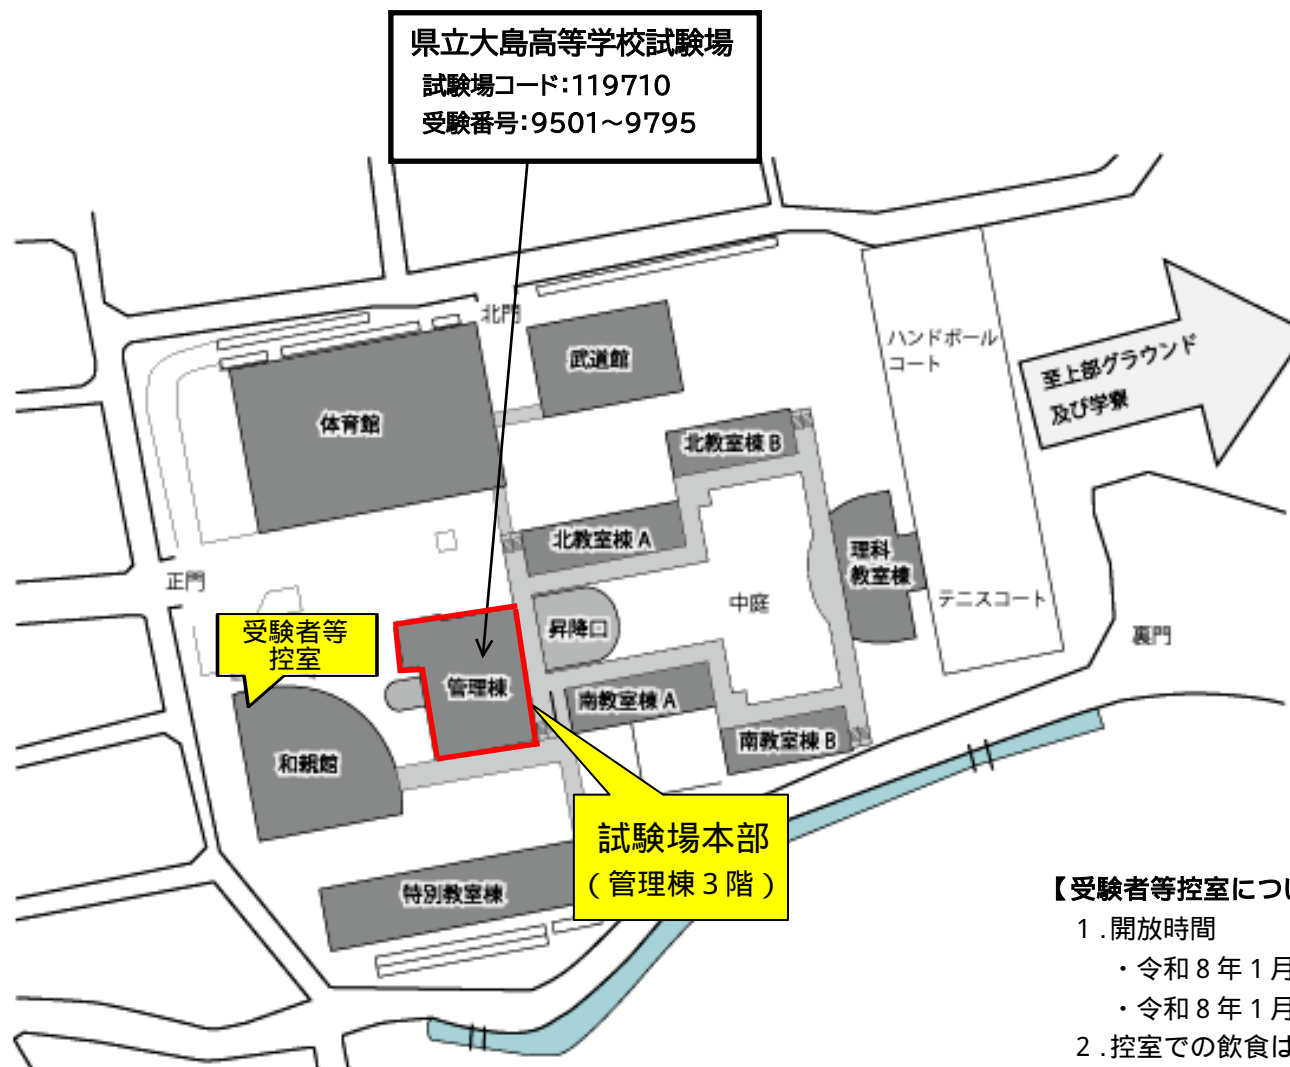 県立大島高等学校試験場
試験場コード:119710
受験番号:9501～9795
北門
武道館
ハンドボール
コート
至上部グラウンド
及び学寮
体育館
北教室棟 B
北教室棟 A
理科
教室棟
正門
中庭
テニスコート
昇降口
裏門
受験者等
控室
管理棟
南教室棟 A
南教室棟 B
和親館
試験場本部
(管理棟3階)
特別教室棟
【受験者等控室につい
1.開放時間
・令和8年1月
・令和8年1月
2.控室での飲食は